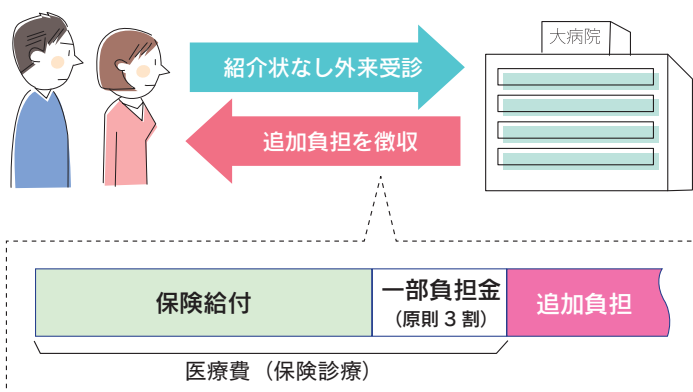 大病院
紹介状なし外来受診
追加負担を徴収
保険給付
一部負担金
（原則３割）
追加負担
医療費（保険診療）